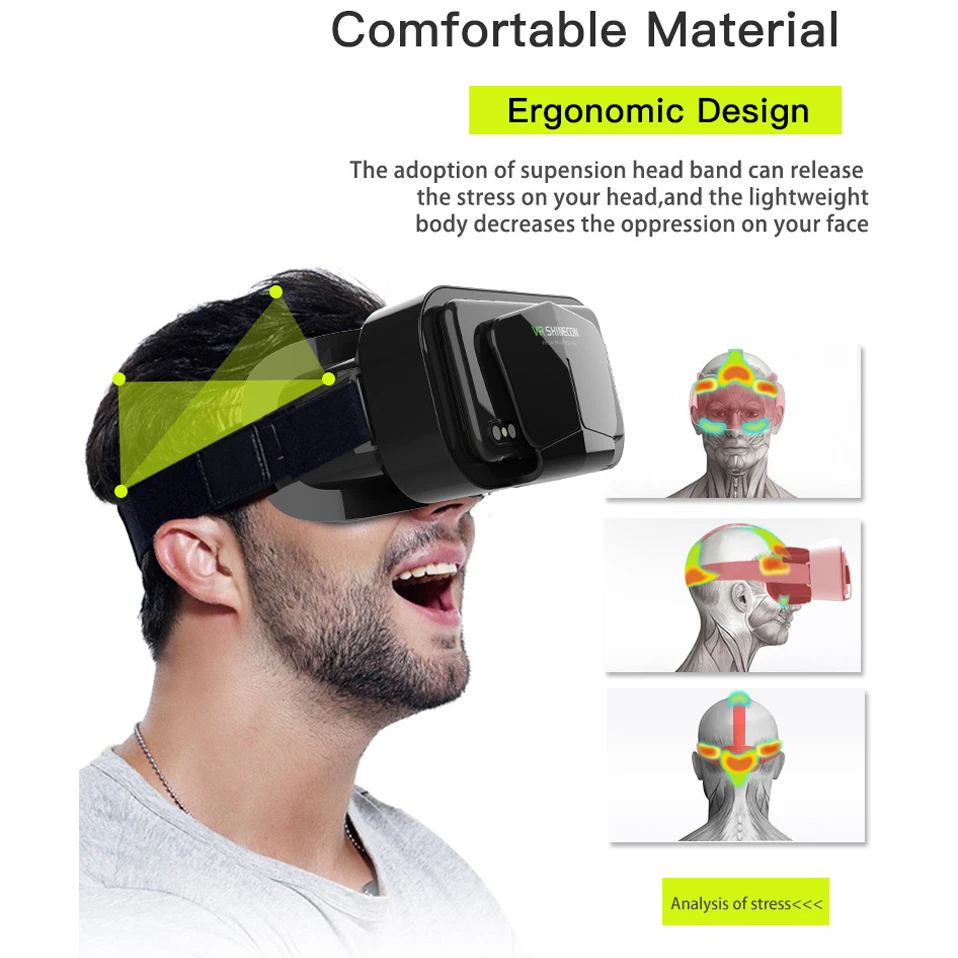 Comfortable Material
Ergonomic Design
The adoption of supension head band can release
the stress on your head,and the lightweight
body decreases the oppression on your face
VR SHINECON
Analysis of stress<<<